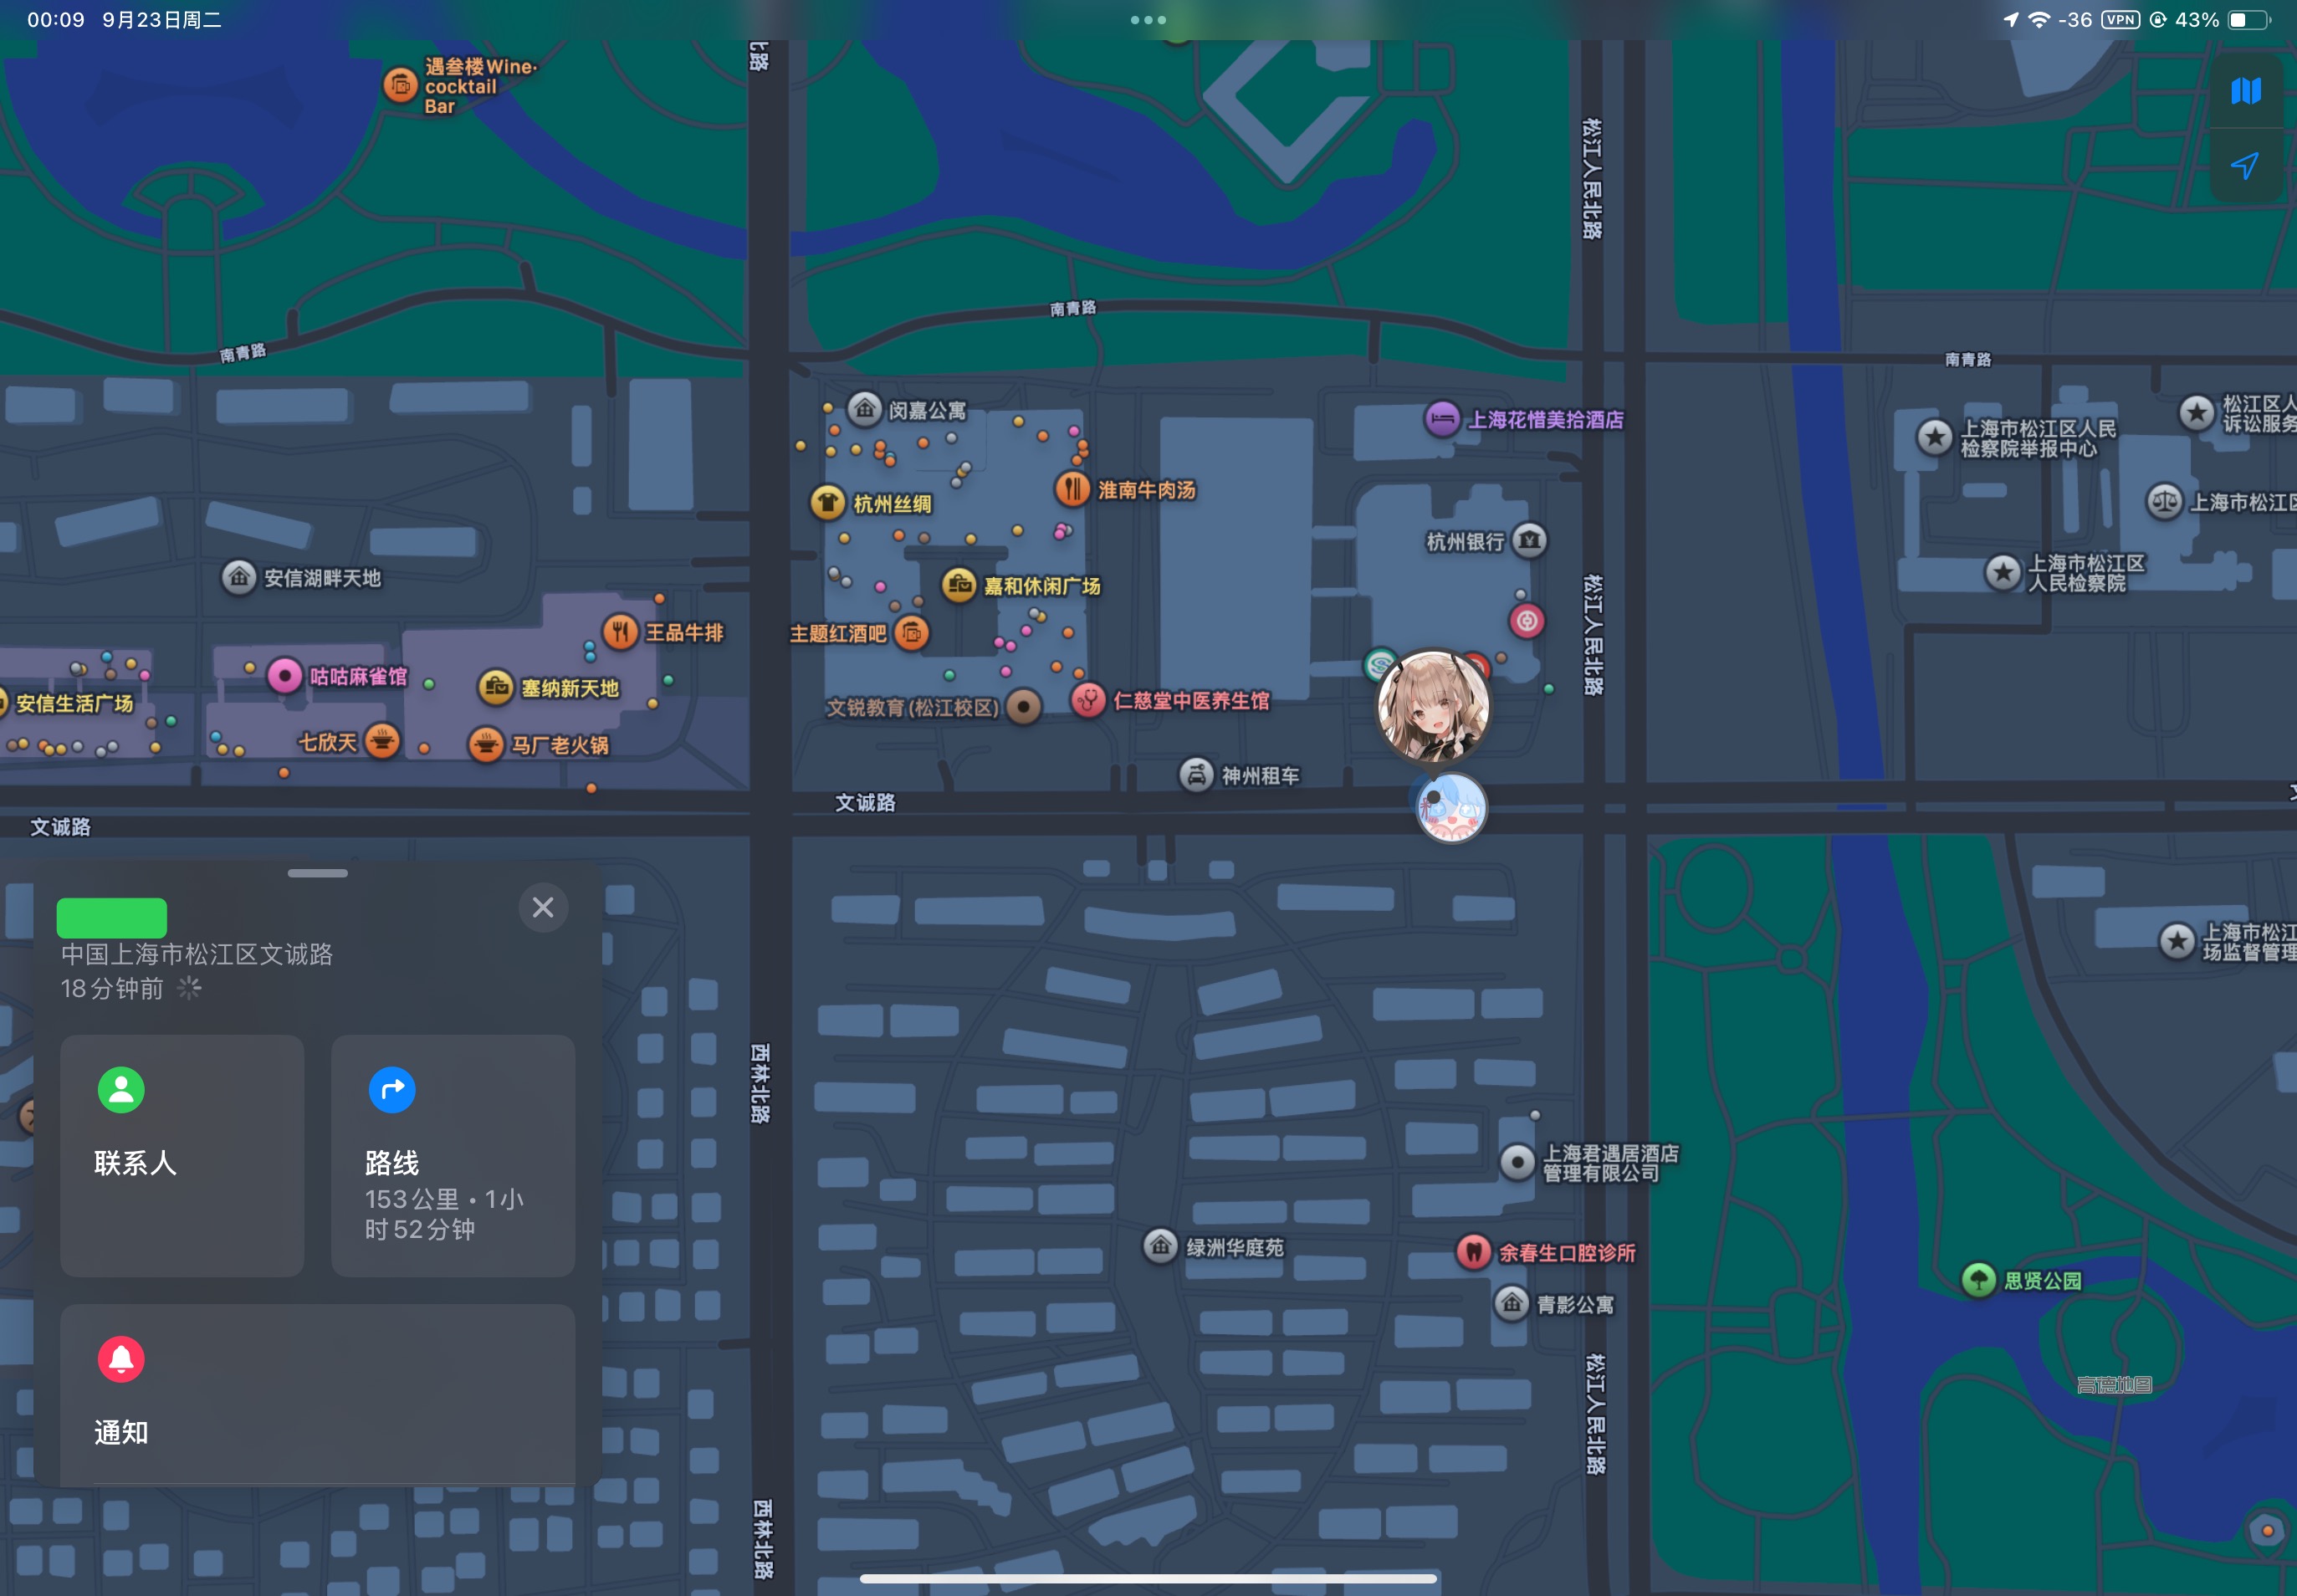 00:09 9月23日周二
-36 VPN 43%
遇叁楼Wine·
cocktail
Bar
北路
松江人民北路
南青路
南青路
南青路
闵嘉公寓
上海花惜美拾酒店
杭州丝绸
淮南牛肉汤
杭州银行
上海市松江区人民
检察院举报中心
松江区人
诉讼服务
上海市松江区
上海市松江区
人民检察院
安信湖畔天地
嘉和休闲广场
王品牛排
主题红酒吧
松江人民北路
咕咕麻雀馆
塞纳新天地
安信生活广场
文锐教育(松江校区)
仁慈堂中医养生馆
七欣天
马厂老火锅
神州租车
文诚路
文诚路
中国上海市松江区文诚路
18分钟前
联系人
路线
153公里·1小
时52分钟
通知
西林北路
上海市松江
场监督管理
上海君遇居酒店
管理有限公司
绿洲华庭苑
余春生口腔诊所
青影公寓
思贤公园
松江人民北路
高德地图
西林北路